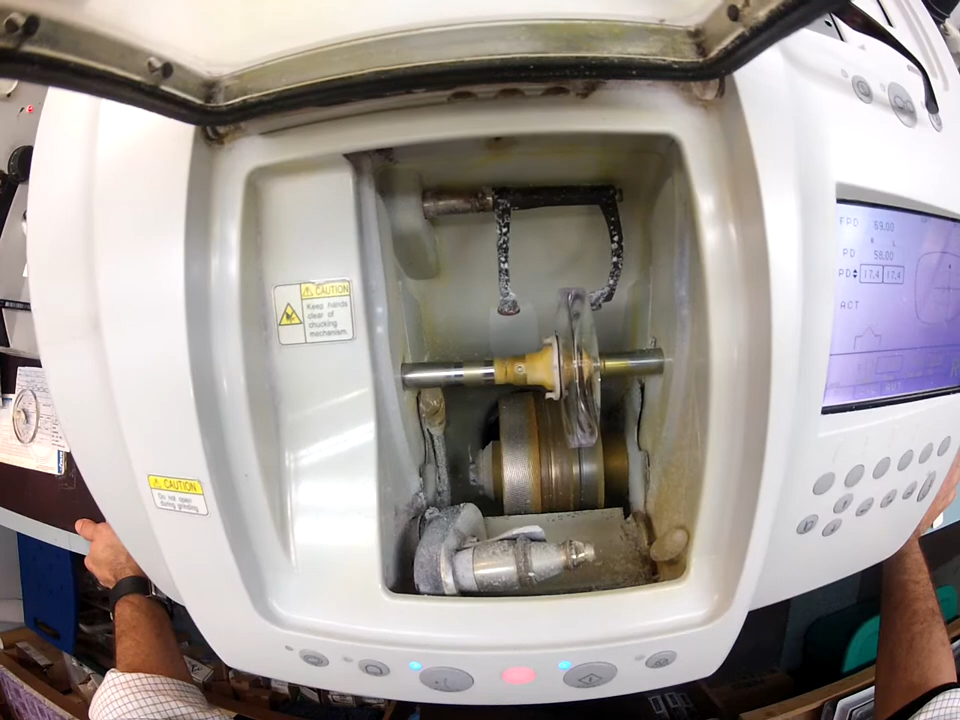 CAUTION
Keep hands
clear of
chucking
mechanism.
CAUTION
Do not open
during grinding
FPD 69.00
R L
PD 58.00
PD 17.4 17.4
ACT